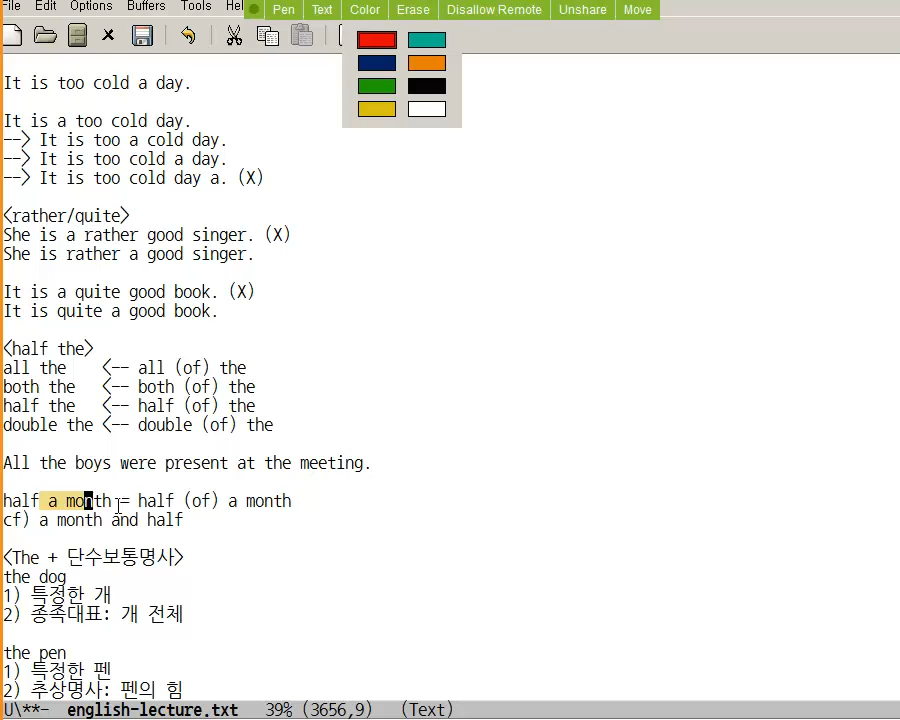 File Edit Options Buffers Tools Hel Pen Text Color Erase Disallow Remote Unshare Move
It is too cold a day.
It is a too cold day.
--> It is too a cold day.
--> It is too cold a day.
--> It is too cold day a. (X)
<rather/quite>
She is a rather good singer. (X)
She is rather a good singer.
It is a quite good book. (X)
It is quite a good book.
<half the>
all the <-- all (of) the
both the <-- both (of) the
half the <-- half (of) the
double the <-- double (of) the
All the boys were present at the meeting.
half a month = half (of) a month
cf) a month and half
<The + 단수보통명사>
the dog
1) 특정한 개
2) 종족대표: 개 전체
the pen
1) 특정한 펜
2) 추상명사: 펜의 힘
U\**- english-lecture.txt 39% (3656,9) (Text)